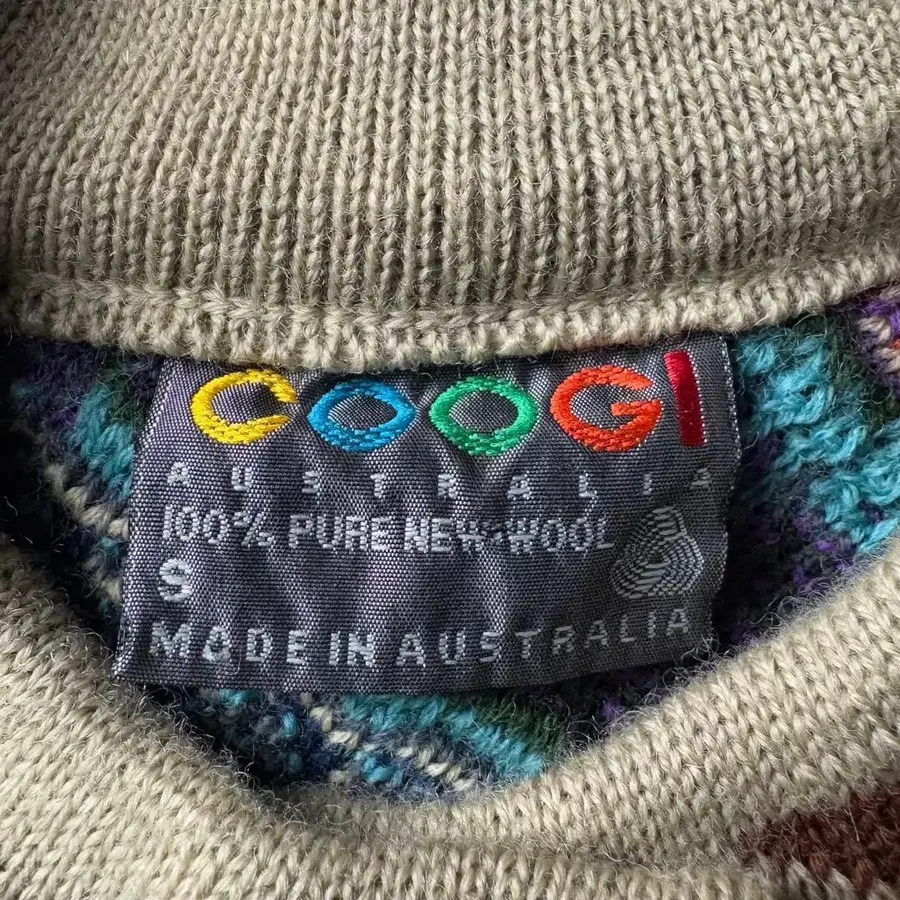 COOGI
AUSTRALIA
100% PURE NEW WOOL
S
MADE IN AUSTRALIA